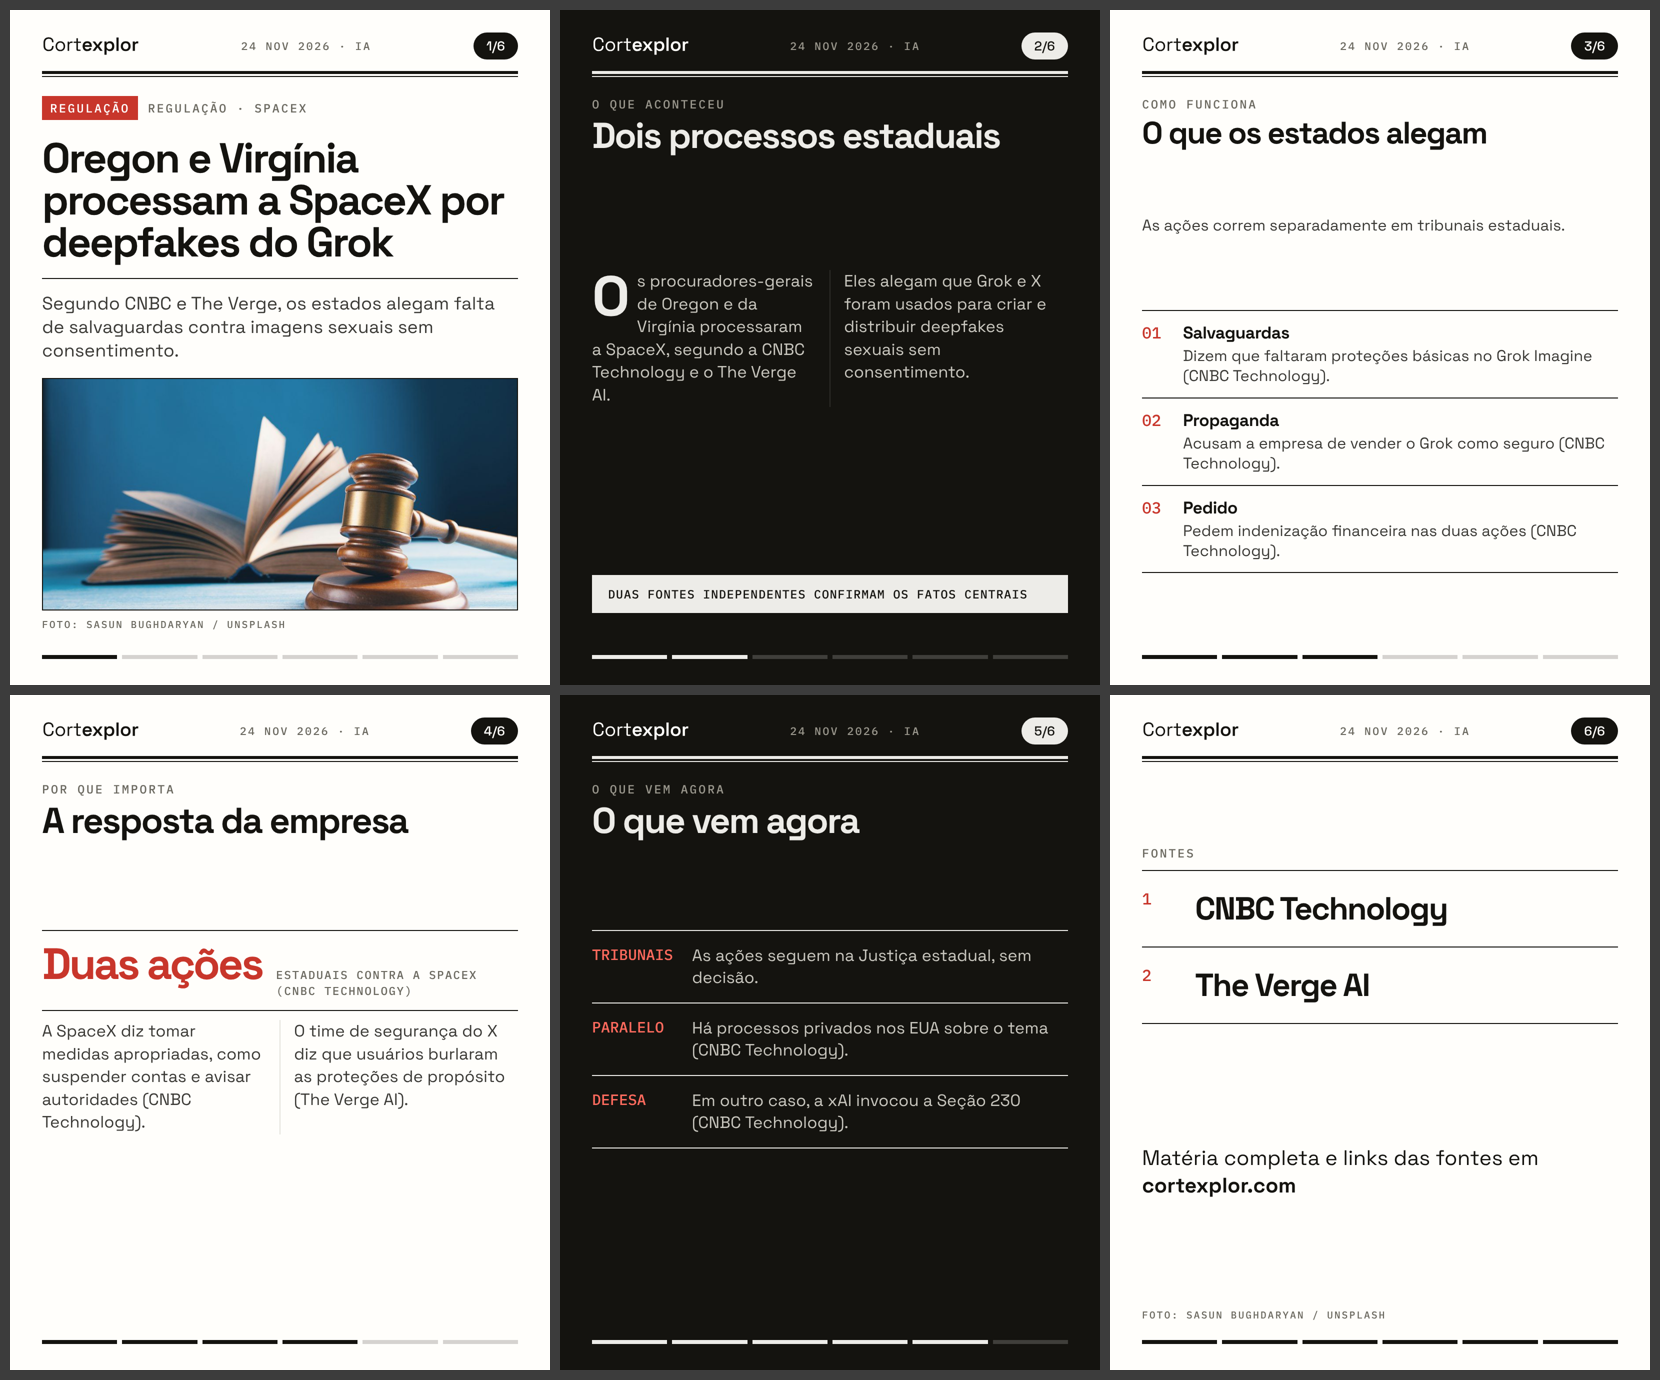 Cortexplor
24 NOV 2026 · IA
1/6
REGULAÇÃO
REGULAÇÃO · SPACEX
Oregon e Virgínia
processam a SpaceX por
deepfakes do Grok
Segundo CNBC e The Verge, os estados alegam falta
de salvaguardas contra imagens sexuais sem
consentimento.
FOTO: SASUN BUGHDARYAN / UNSPLASH
Cortexplor
24 NOV 2026 · IA
2/6
O QUE ACONTECEU
Dois processos estaduais
Os procuradores-gerais
de Oregon e da
Virgínia processaram
a SpaceX, segundo a CNBC
Technology e o The Verge
AI.
Eles alegam que Grok e X
foram usados para criar e
distribuir deepfakes
sexuais sem
consentimento.
DUAS FONTES INDEPENDENTES CONFIRMAM OS FATOS CENTRAIS
Cortexplor
24 NOV 2026 · IA
3/6
COMO FUNCIONA
O que os estados alegam
As ações correm separadamente em tribunais estaduais.
01
Salvaguardas
Dizem que faltaram proteções básicas no Grok Imagine
(CNBC Technology).
02
Propaganda
Acusam a empresa de vender o Grok como seguro (CNBC
Technology).
03
Pedido
Pedem indenização financeira nas duas ações (CNBC
Technology).
Cortexplor
24 NOV 2026 · IA
4/6
POR QUE IMPORTA
A resposta da empresa
Duas ações
ESTADUAIS CONTRA A SPACEX
(CNBC TECHNOLOGY)
A SpaceX diz tomar
medidas apropriadas, como
suspender contas e avisar
autoridades (CNBC
Technology).
O time de segurança do X
diz que usuários burlaram
as proteções de propósito
(The Verge AI).
Cortexplor
24 NOV 2026 · IA
5/6
O QUE VEM AGORA
O que vem agora
TRIBUNAIS
As ações seguem na Justiça estadual, sem
decisão.
PARALELO
Há processos privados nos EUA sobre o tema
(CNBC Technology).
DEFESA
Em outro caso, a xAI invocou a Seção 230
(CNBC Technology).
Cortexplor
24 NOV 2026 · IA
6/6
FONTES
1
CNBC Technology
2
The Verge AI
Matéria completa e links das fontes em
cortexplor.com
FOTO: SASUN BUGHDARYAN / UNSPLASH